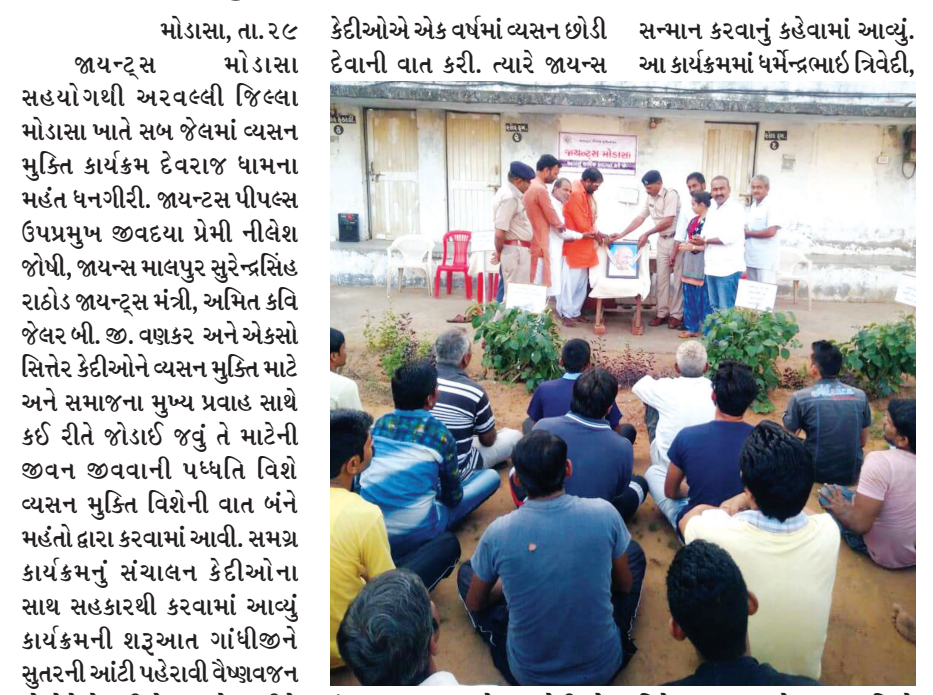 મોડાસા, તા.૨૯
જાયન્ટ્સ મોડાસા
સહયોગથી અરવલ્લી જિલ્લા
મોડાસા ખાતે સબ જેલમાં વ્યસન
મુક્તિ કાર્યક્રમ દેવરાજ ધામના
મહંત ધનગીરી. જાયન્ટસ પીપલ્સ
ઉપપ્રમુખ જીવદયા પ્રેમી નીલેશ
જોષી, જાયન્સ માલપુર સુરેન્દ્રસિંહ
રાઠોડ જાયન્ટ્સ મંત્રી, અમિત કવિ
જેલર બી. જી. વણકર અને એકસો
સિત્તેર કેદીઓને વ્યસન મુક્તિ માટે
અને સમાજના મુખ્ય પ્રવાહ સાથે
કઈ રીતે જોડાઈ જવું તે માટેની
જીવન જીવવાની પધ્ધતિ વિશે
વ્યસન મુક્તિ વિશેની વાત બંને
મહંતો દ્વારા કરવામાં આવી. સમગ્ર
કાર્યક્રમનું સંચાલન કેદીઓના
સાથ સહકારથી કરવામાં આવ્યું
કાર્યક્રમની શરૂઆત ગાંધીજીને
સુતરની આંટી પહેરાવી વૈષ્ણવજન
કેદીઓએ એક વર્ષમાં વ્યસન છોડી
દેવાની વાત કરી. ત્યારે જાયન્સ
સન્માન કરવાનું કહેવામાં આવ્યું.
આ કાર્યક્રમમાં ધર્મેન્દ્રભાઇ ત્રિવેદી,
જાયન્ટ્સ મોડાસા